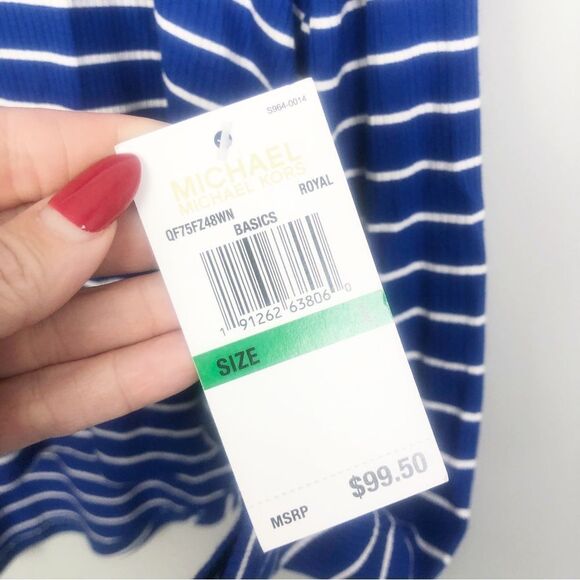 S964-0014
MICHAEL
MICHAEL KORS
QF75FZ48WN ROYAL
BASICS
1 91262 63806 0
SIZE
MSRP $99.50